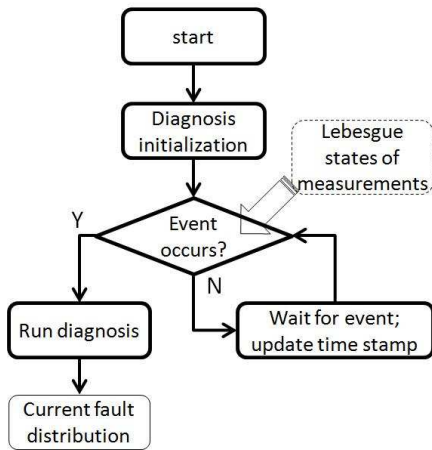 start
Diagnosis
initialization
Lebesgue
states of
measurements
Y
Event
occurs?
N
Run diagnosis
Wait for event;
update time stamp
Current fault
distribution